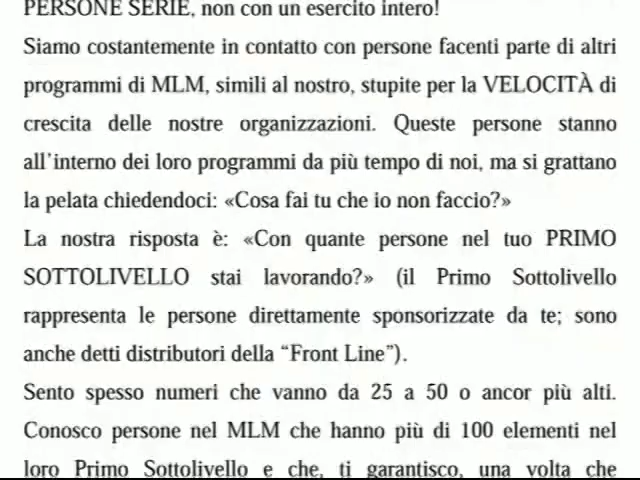 PERSONE SERIE, non con un esercito intero!
Siamo costantemente in contatto con persone facenti parte di altri
programmi di MLM, simili al nostro, stupite per la VELOCITÀ di
crescita delle nostre organizzazioni. Queste persone stanno
all'interno dei loro programmi da più tempo di noi, ma si grattano
la pelata chiedendoci: «Cosa fai tu che io non faccio?»
La nostra risposta è: «Con quante persone nel tuo PRIMO
SOTTOLIVELLO stai lavorando?» (il Primo Sottolivello
rappresenta le persone direttamente sponsorizzate da te; sono
anche detti distributori della “Front Line”).
Sento spesso numeri che vanno da 25 a 50 o ancor più alti.
Conosco persone nel MLM che hanno più di 100 elementi nel
loro Primo Sottolivello e che, ti garantisco, una volta che